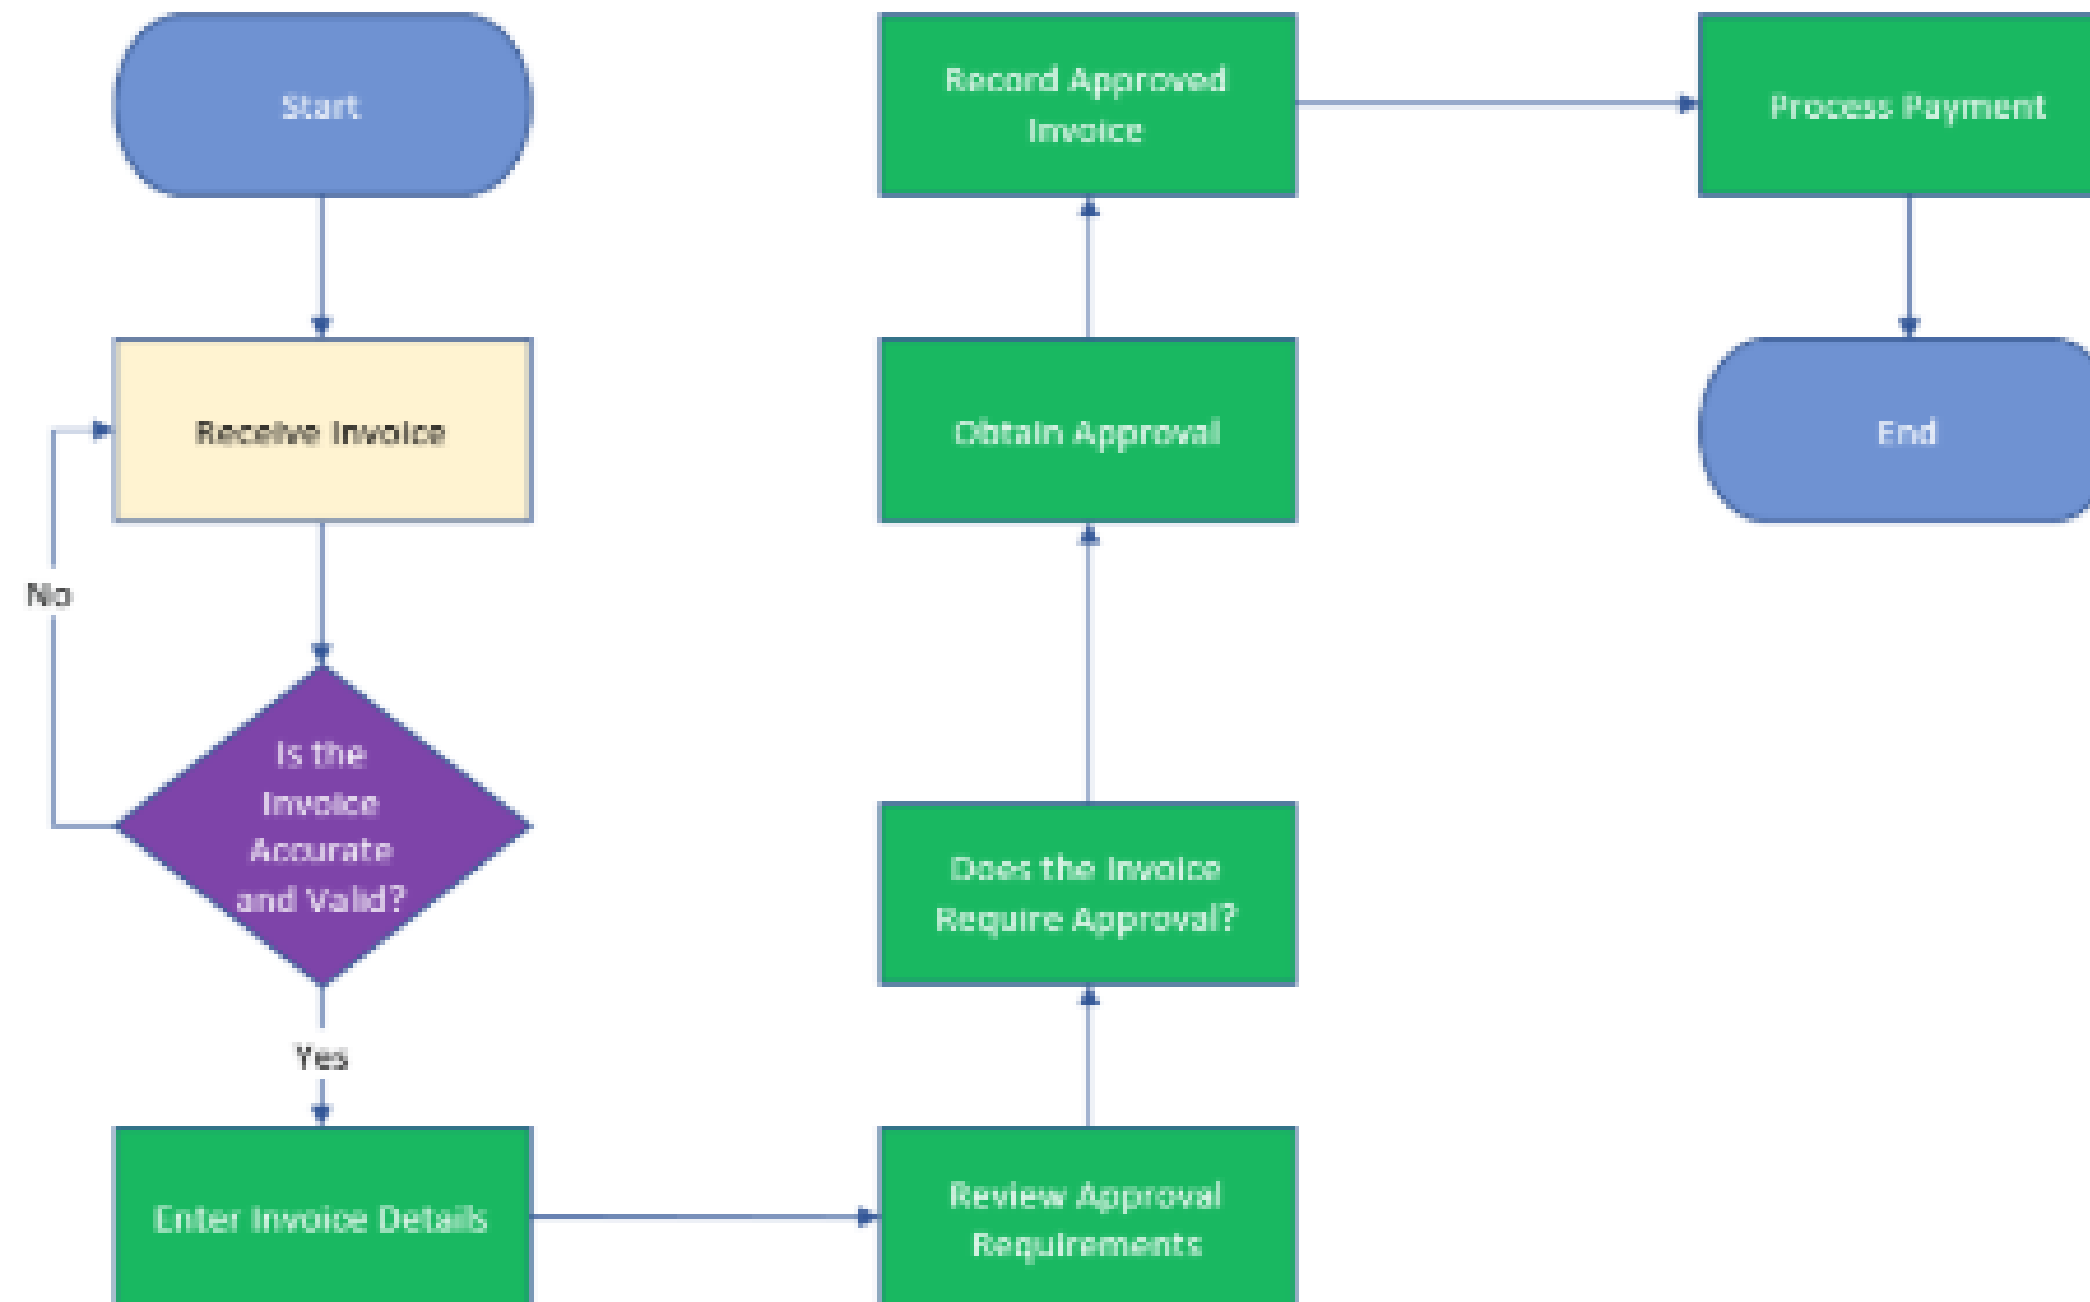 Start
Receive Invoice
No
Is the
Invoice
Accurate
and Valid?
Yes
Enter Invoice Details
Review Approval
Requirements
Does the Invoice
Require Approval?
Obtain Approval
Record Approved
Invoice
Process Payment
End